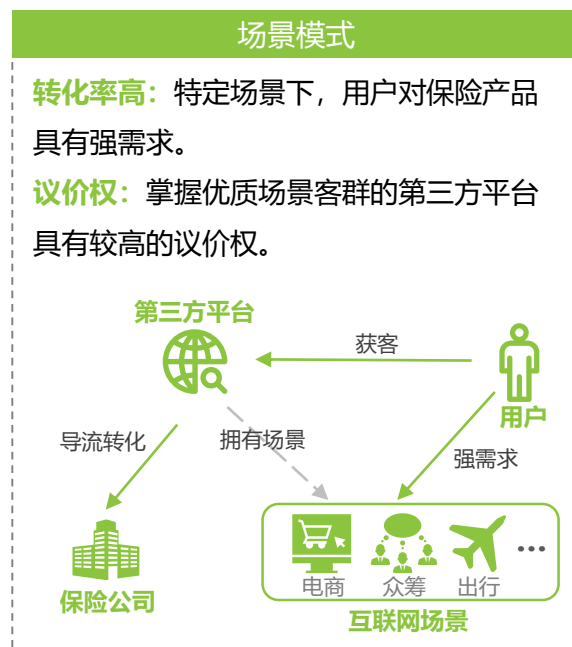 场景模式
转化率高：特定场景下，用户对保险产品
具有强需求。
议价权：掌握优质场景客群的第三方平台
具有较高的议价权。
第三方平台
获客
用户
导流转化
拥有场景
强需求
保险公司
电商
众筹
出行
...
互联网场景